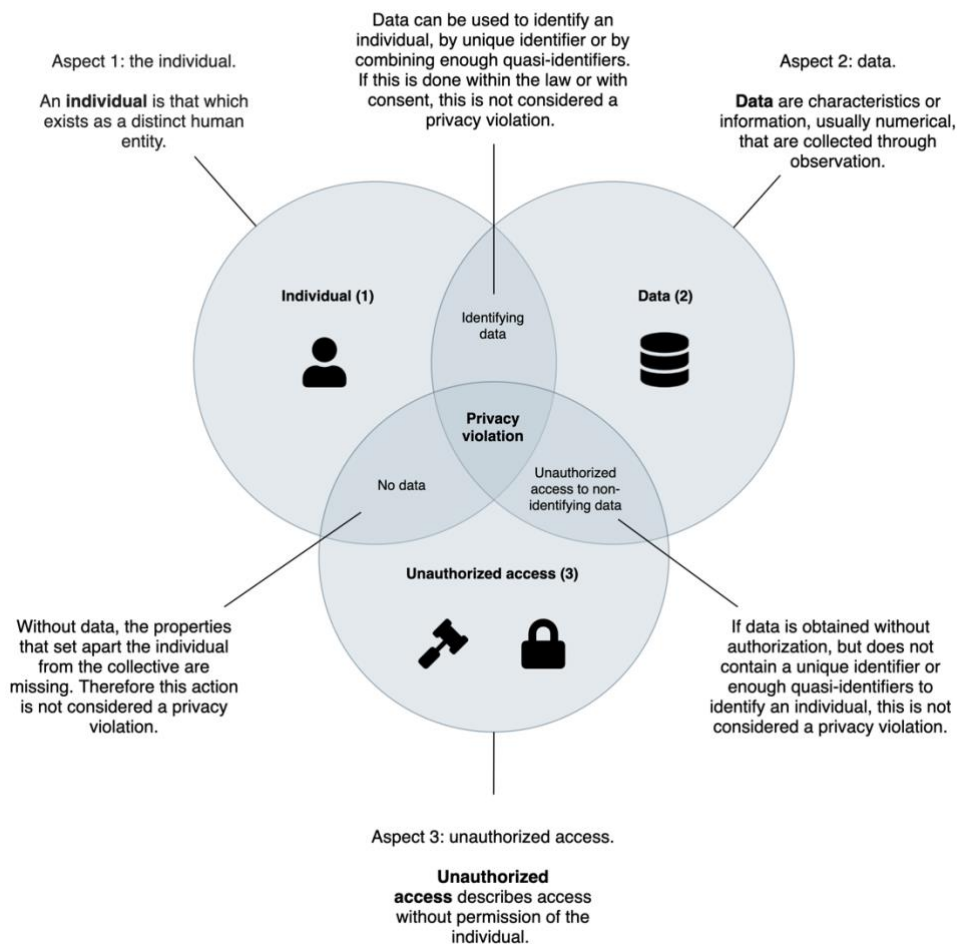 Data can be used to identify an
individual, by unique identifier or by
combining enough quasi-identifiers.
If this is done within the law or with
consent, this is not considered a
privacy violation.
Aspect 1: the individual.
An individual is that which
exists as a distinct human
entity.
Aspect 2: data.
Data are characteristics or
information, usually numerical,
that are collected through
observation.
Individual (1)
Identifying
data
Data (2)
Privacy
violation
No data
Unauthorized
access to non-
identifying data
Unauthorized access (3)
Without data, the properties
that set apart the individual
from the collective are
missing. Therefore this action
is not considered a privacy
violation.
If data is obtained without
authorization, but does not
contain a unique identifier or
enough quasi-identifiers to
identify an individual, this is not
considered a privacy violation.
Aspect 3: unauthorized access.
Unauthorized
access describes access
without permission of the
individual.